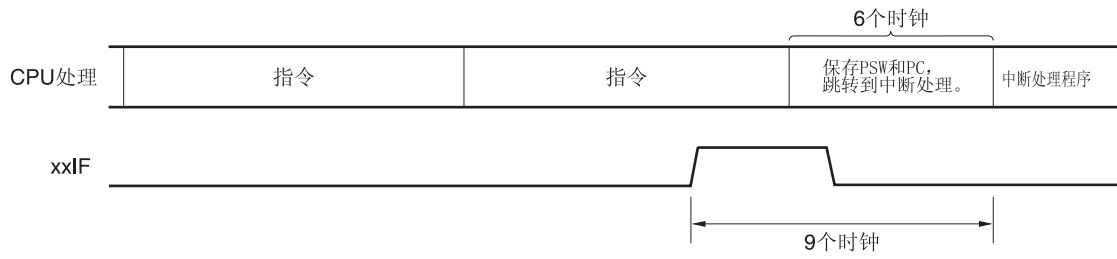 6个时钟
CPU处理
指令
指令
保存PSW和PC，
跳转到中断处理。
中断处理程序
xxIF
9个时钟